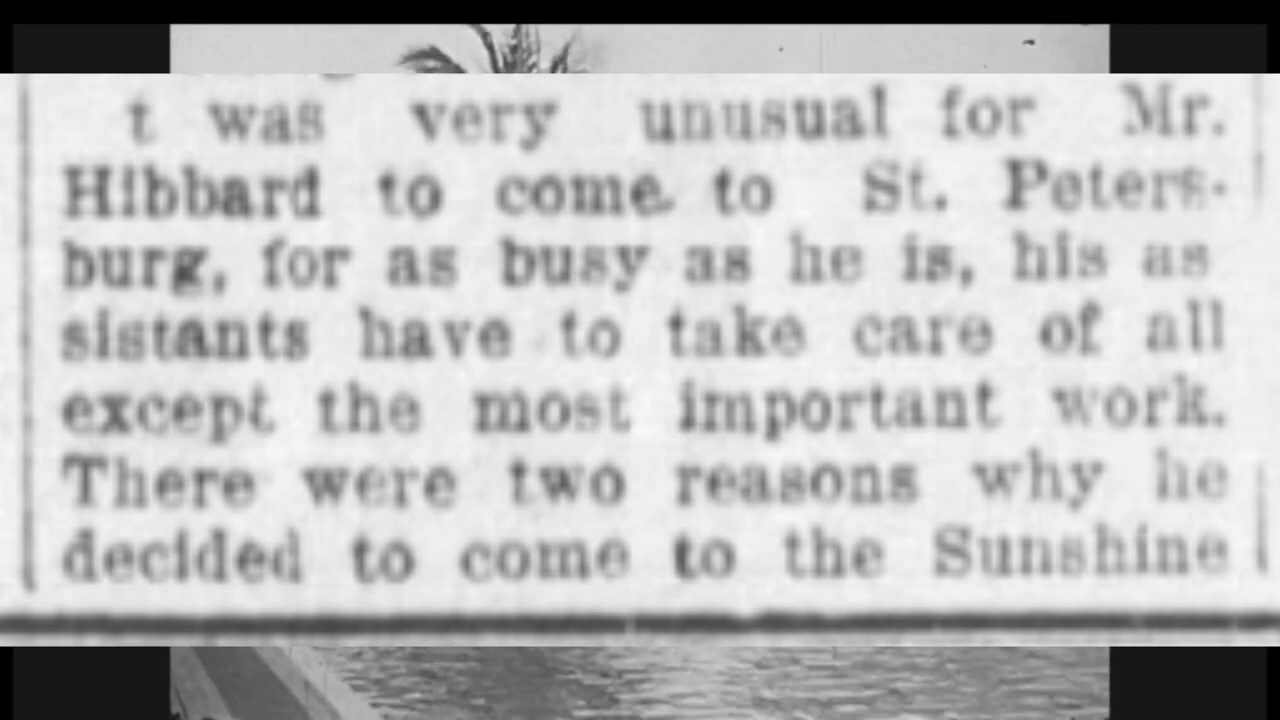 t was very unusual for Mr.
Hibbard to come to St. Peters-
burg, for as busy as he is, his as
sistants have to take care of all
except the most important work.
There were two reasons why he
decided to come to the Sunshine